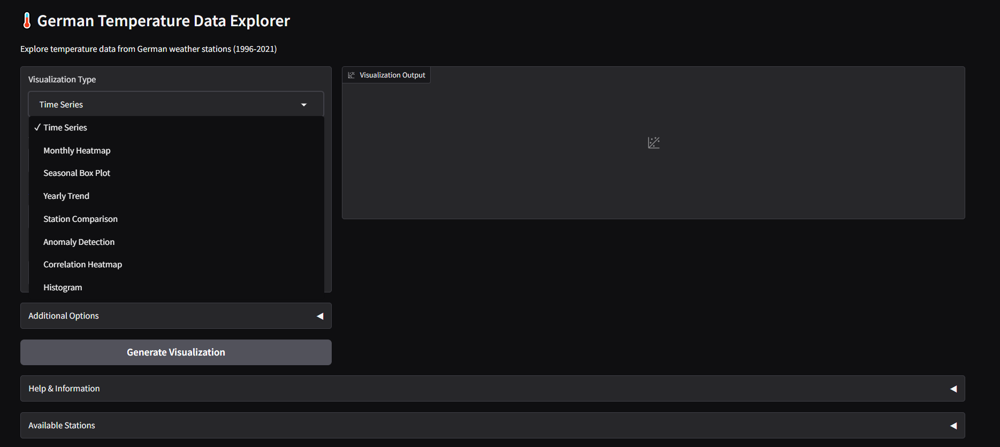 German Temperature Data Explorer
Explore temperature data from German weather stations (1996-2021)
Visualization Type
Time Series
✓ Time Series
Monthly Heatmap
Seasonal Box Plot
Yearly Trend
Station Comparison
Anomaly Detection
Correlation Heatmap
Histogram
Additional Options
Generate Visualization
Visualization Output
Help & Information
Available Stations